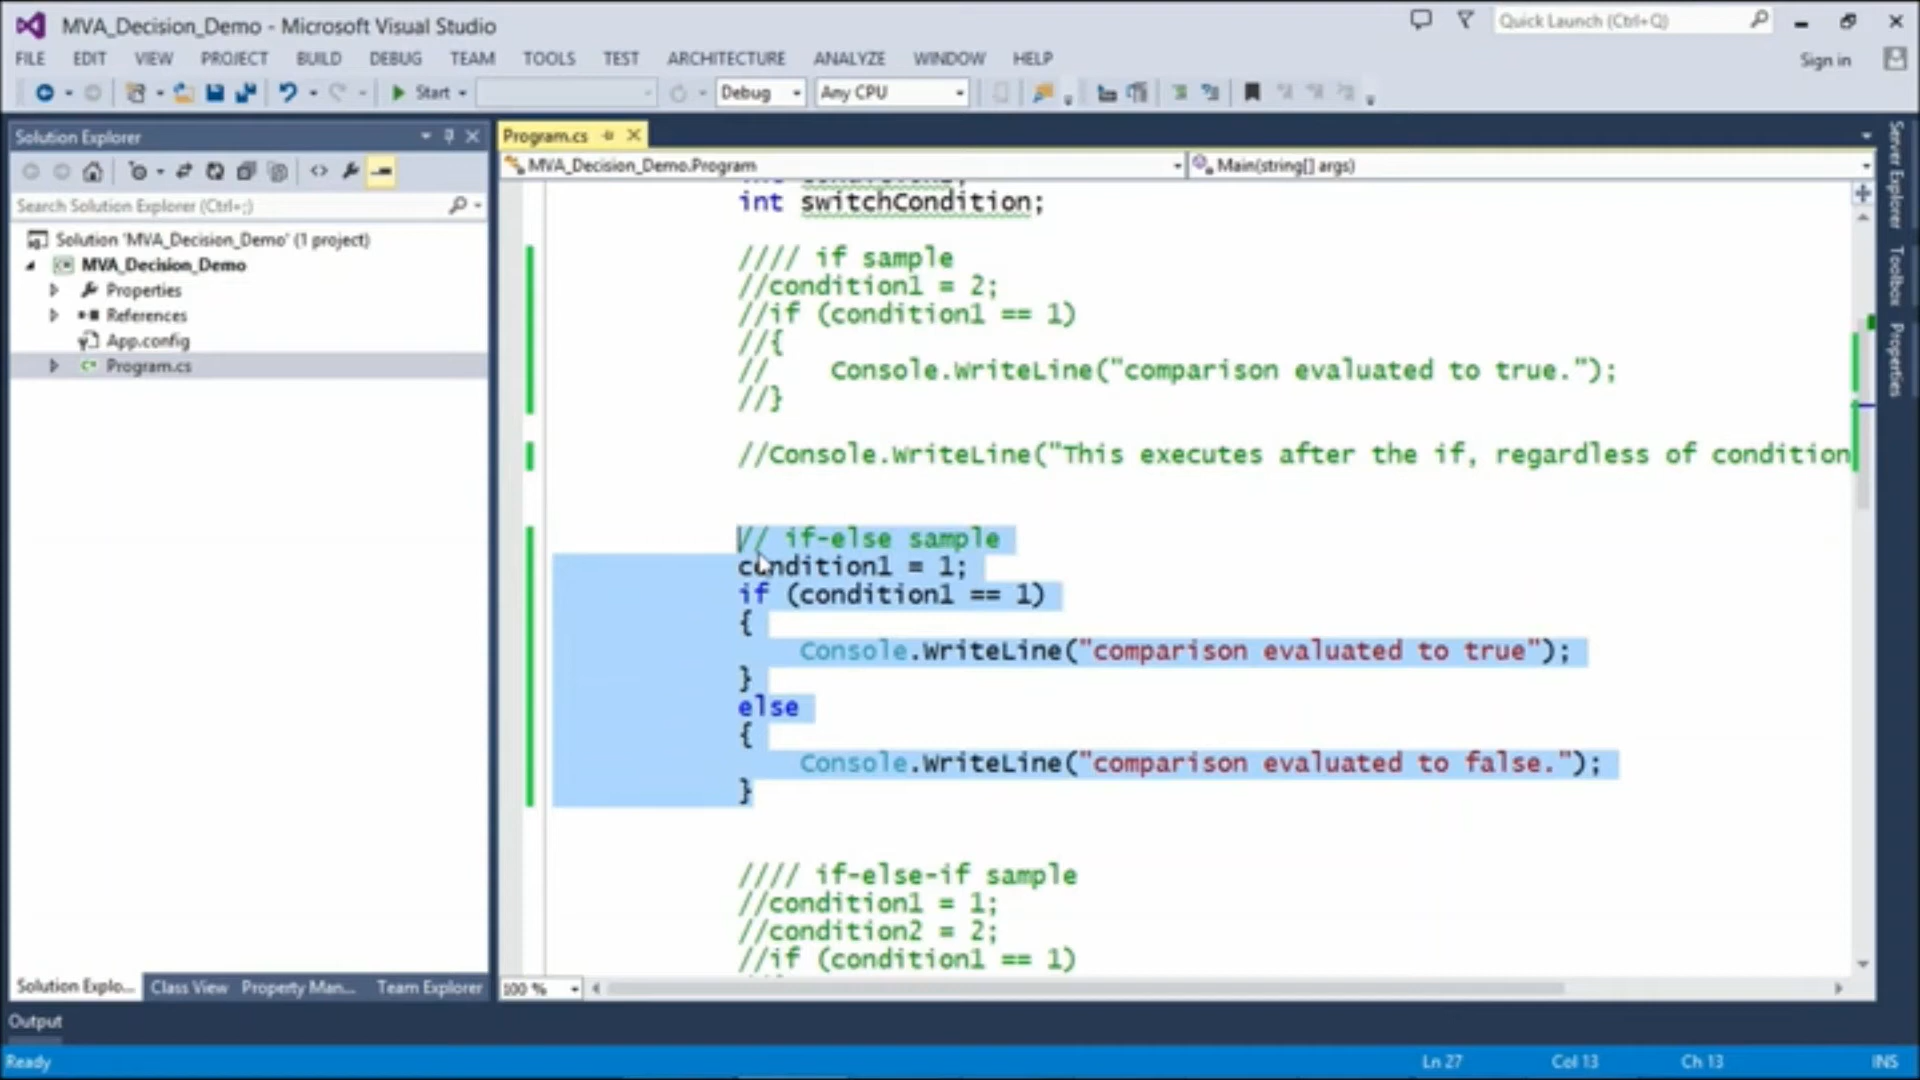 MVA_Decision_Demo - Microsoft Visual Studio
Quick Launch (Ctrl+Q)
FILE EDIT VIEW PROJECT BUILD DEBUG TEAM TOOLS TEST ARCHITECTURE ANALYZE WINDOW HELP
Sign in
Start Debug Any CPU
Solution Explorer
Search Solution Explorer (Ctrl+;)
Solution 'MVA_Decision_Demo' (1 project)
MVA_Decision_Demo
Properties
References
App.config
Program.cs
Solution Explo... Class View Property Man... Team Explorer
Program.cs
MVA_Decision_Demo.Program
Main(string[] args)
int switchCondition;
//// if sample
//condition1 = 2;
//if (condition1 == 1)
//{
//    Console.WriteLine("comparison evaluated to true.");
//}
//Console.WriteLine("This executes after the if, regardless of condition
// if-else sample
condition1 = 1;
if (condition1 == 1)
{
Console.WriteLine("comparison evaluated to true");
}
else
{
Console.WriteLine("comparison evaluated to false.");
}
//// if-else-if sample
//condition1 = 1;
//condition2 = 2;
//if (condition1 == 1)
100 %
Server Explorer
Toolbox
Properties
Output
Ready
Ln 27 Col 13 Ch 13 INS